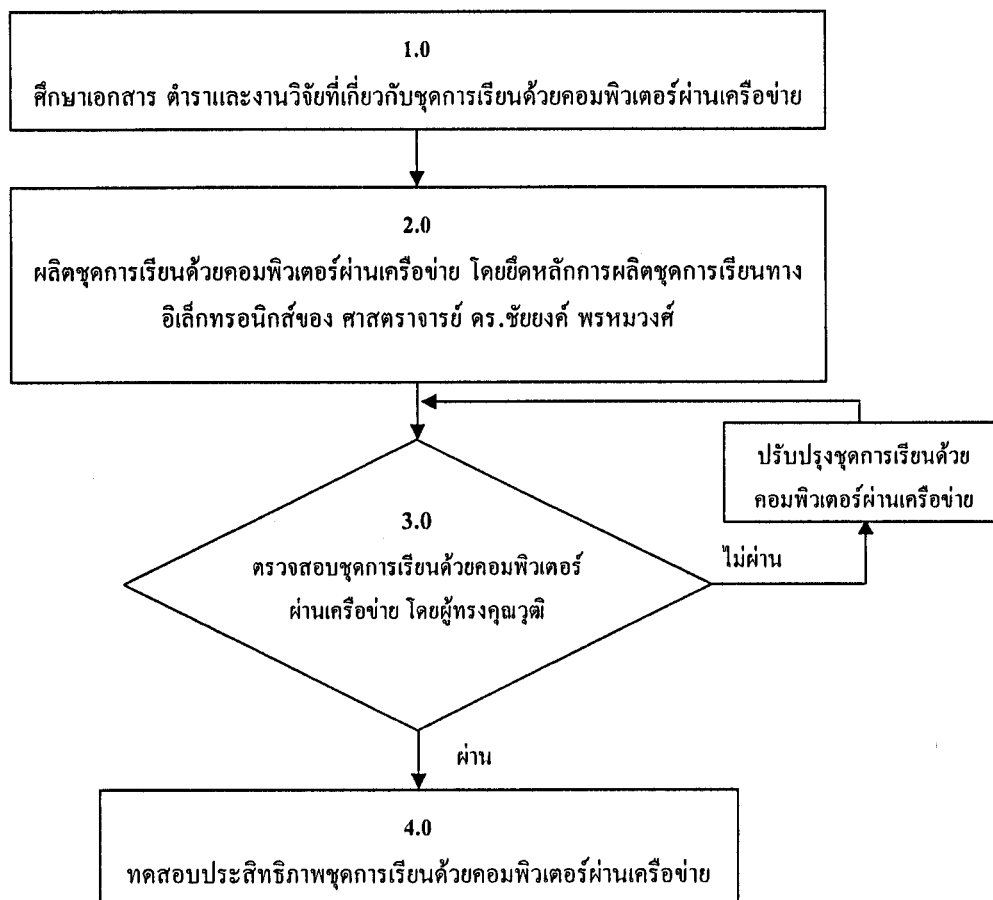 1.0
ศึกษาเอกสาร ตำราและงานวิจัยที่เกี่ยวกับชุดการเรียนด้วยคอมพิวเตอร์ผ่านเครือข่าย
2.0
ผลิตชุดการเรียนด้วยคอมพิวเตอร์ผ่านเครือข่าย โดยยึดหลักการผลิตชุดการเรียนทาง
อิเล็กทรอนิกส์ของ ศาสตราจารย์ ดร.ชัยยงค์ พรหมวงศ์
ปรับปรุงชุดการเรียนด้วย
คอมพิวเตอร์ผ่านเครือข่าย
3.0
ตรวจสอบชุดการเรียนด้วยคอมพิวเตอร์
ผ่านเครือข่าย โดยผู้ทรงคุณวุฒิ
ไม่ผ่าน
ผ่าน
4.0
ทดสอบประสิทธิภาพชุดการเรียนด้วยคอมพิวเตอร์ผ่านเครือข่าย